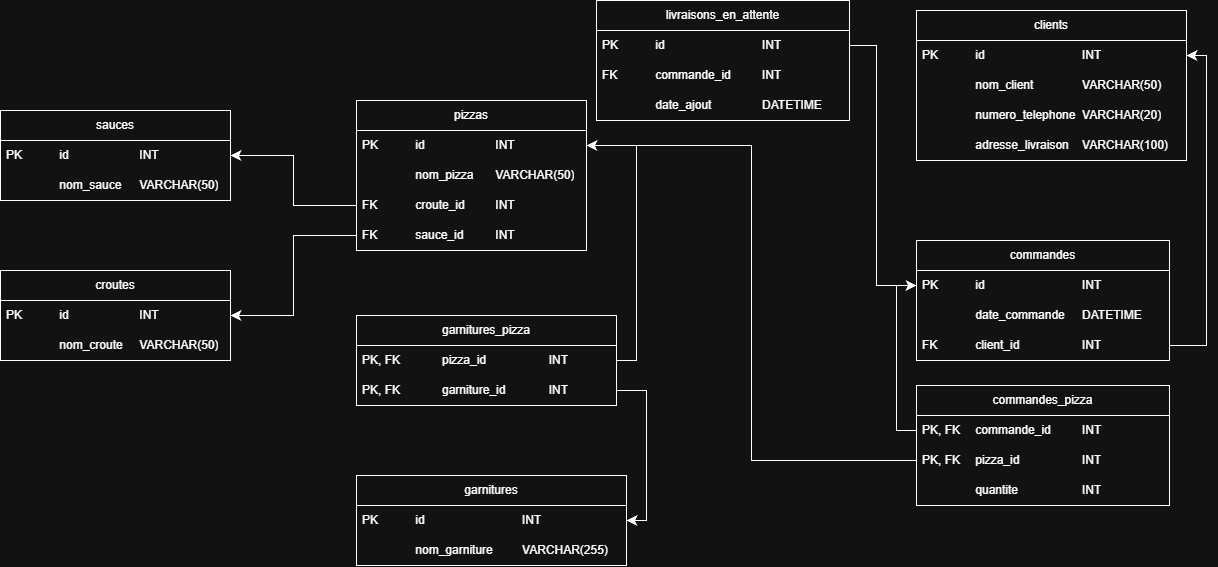 livraisons_en_attente
PK id INT
FK commande_id INT
date_ajout DATETIME
clients
PK id INT
nom_client VARCHAR(50)
numero_telephone VARCHAR(20)
adresse_livraison VARCHAR(100)
sauces
PK id INT
nom_sauce VARCHAR(50)
pizzas
PK id INT
nom_pizza VARCHAR(50)
FK croute_id INT
FK sauce_id INT
croutes
PK id INT
nom_croute VARCHAR(50)
commandes
PK id INT
date_commande DATETIME
FK client_id INT
garnitures_pizza
PK, FK pizza_id INT
PK, FK garniture_id INT
commandes_pizza
PK, FK commande_id INT
PK, FK pizza_id INT
quantite INT
garnitures
PK id INT
nom_garniture VARCHAR(255)